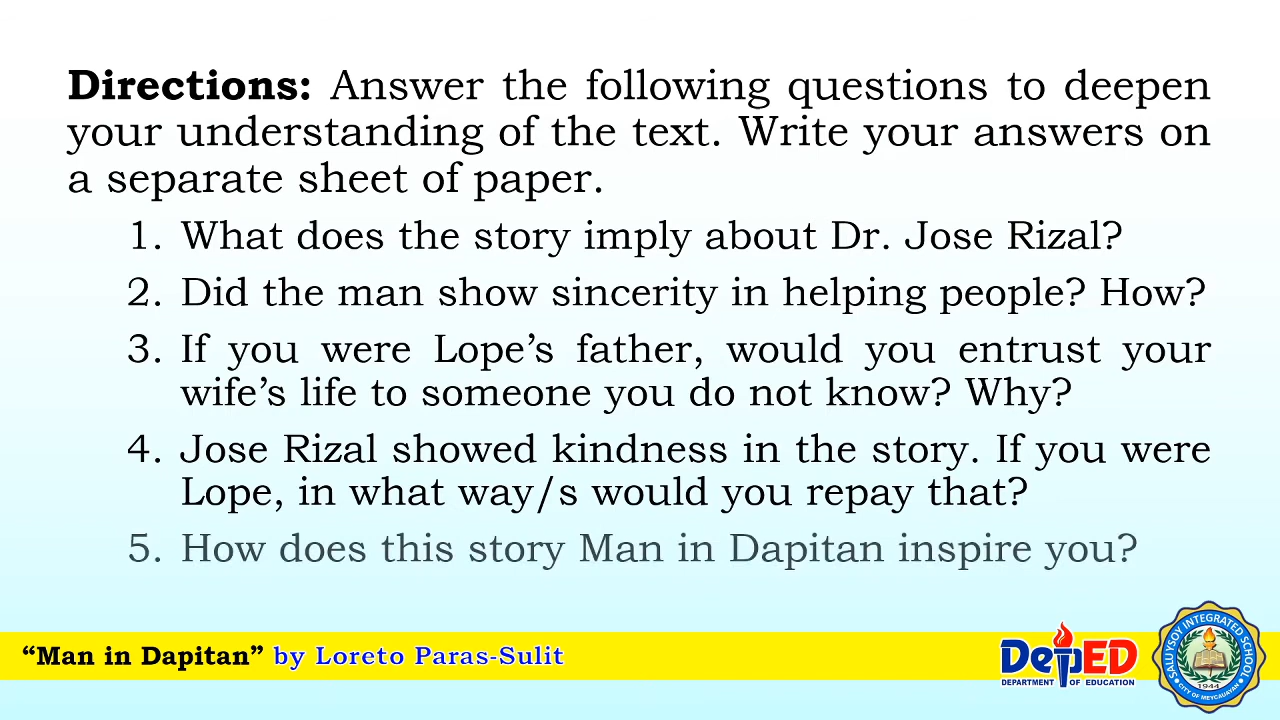 Directions: Answer the following questions to deepen
your understanding of the text. Write your answers on
a separate sheet of paper.
1. What does the story imply about Dr. Jose Rizal?
2. Did the man show sincerity in helping people? How?
3. If you were Lope’s father, would you entrust your
wife’s life to someone you do not know? Why?
4. Jose Rizal showed kindness in the story. If you were
Lope, in what way/s would you repay that?
5. How does this story Man in Dapitan inspire you?
“Man in Dapitan” by Loreto Paras-Sulit
DepED
DEPARTMENT OF EDUCATION
SALUYSOY INTEGRATED SCHOOL
1944
CITY OF MEYCAUAYAN